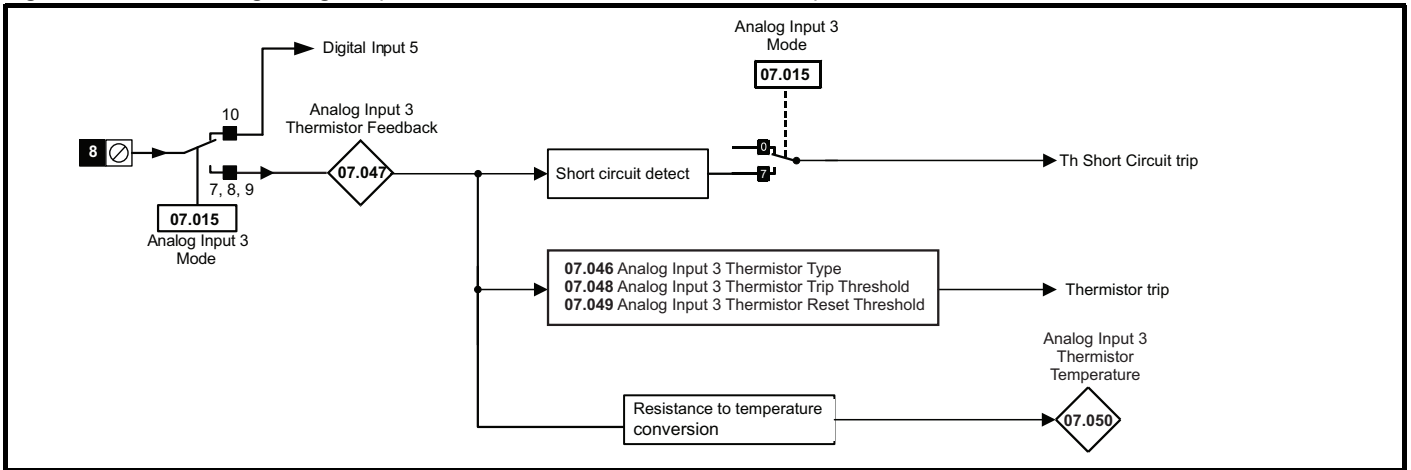 Digital Input 5
Analog Input 3
Mode
07.015
10
Analog Input 3
Thermistor Feedback
8
07.047
7, 8, 9
07.015
Analog Input 3
Mode
Short circuit detect
0
7
Th Short Circuit trip
07.046 Analog Input 3 Thermistor Type
07.048 Analog Input 3 Thermistor Trip Threshold
07.049 Analog Input 3 Thermistor Reset Threshold
Thermistor trip
Analog Input 3
Thermistor
Temperature
Resistance to temperature
conversion
07.050